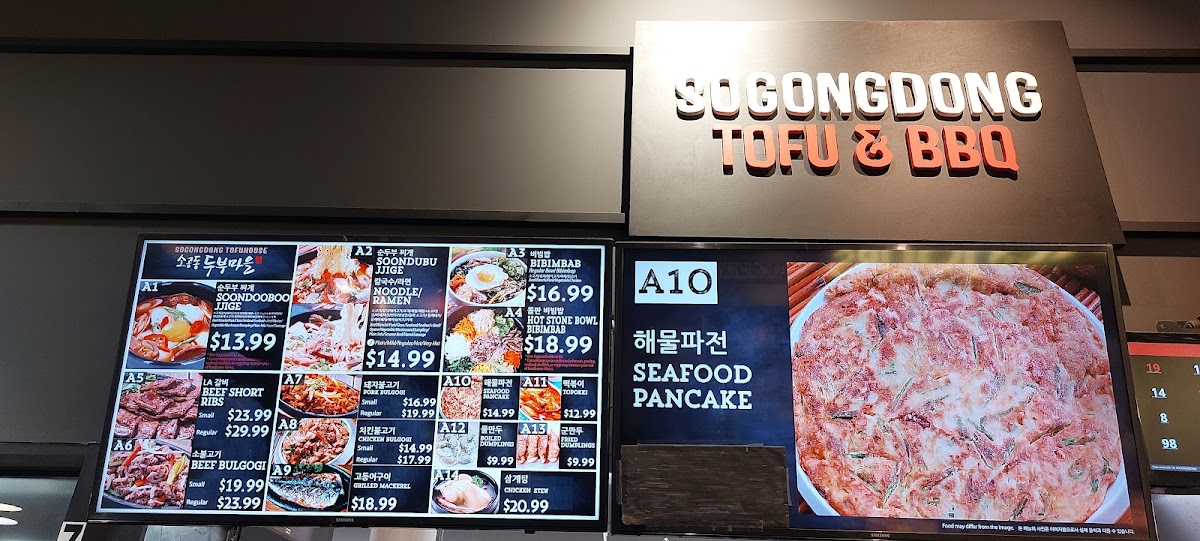 SOGONGDONG
TOFU & BBQ
SOGONGDONG TOFUHOUSE
소공동 두부마을
A1
순두부 찌개
SOONDOOBOO
JJIGE
$13.99
A2
순두부 찌개
SOONDUBU
JJIGE
칼국수/라면
NOODLE/
RAMEN
$14.99
A3
비빔밥
BIBIMBAB
Regular Bowl Bibimbap
$16.99
A4
돌판 비빔밥
HOT STONE BOWL
BIBIMBAB
$18.99
A5
LA 갈비
BEEF SHORT
RIBS
Small $23.99
Regular $29.99
A6
소불고기
BEEF BULGOGI
Small $19.99
Regular $23.99
A7
돼지불고기
PORK BULGOGI
Small $16.99
Regular $19.99
A8
치킨불고기
CHICKEN BULGOGI
Small $14.99
Regular $17.99
A9
고등어구이
GRILLED MACKEREL
$18.99
A10
해물파전
SEAFOOD
PANCAKE
$14.99
A11
떡볶이
TOPOKKI
$12.99
A12
물만두
BOILED
DUMPLINGS
$9.99
A13
군만두
FRIED
DUMPLINGS
$9.99
A14
삼계탕
CHICKEN STEW
$20.99
SAMSUNG
A10
해물파전
SEAFOOD
PANCAKE
Food may differ from the image.
SAMSUNG
19
14
8
98
7